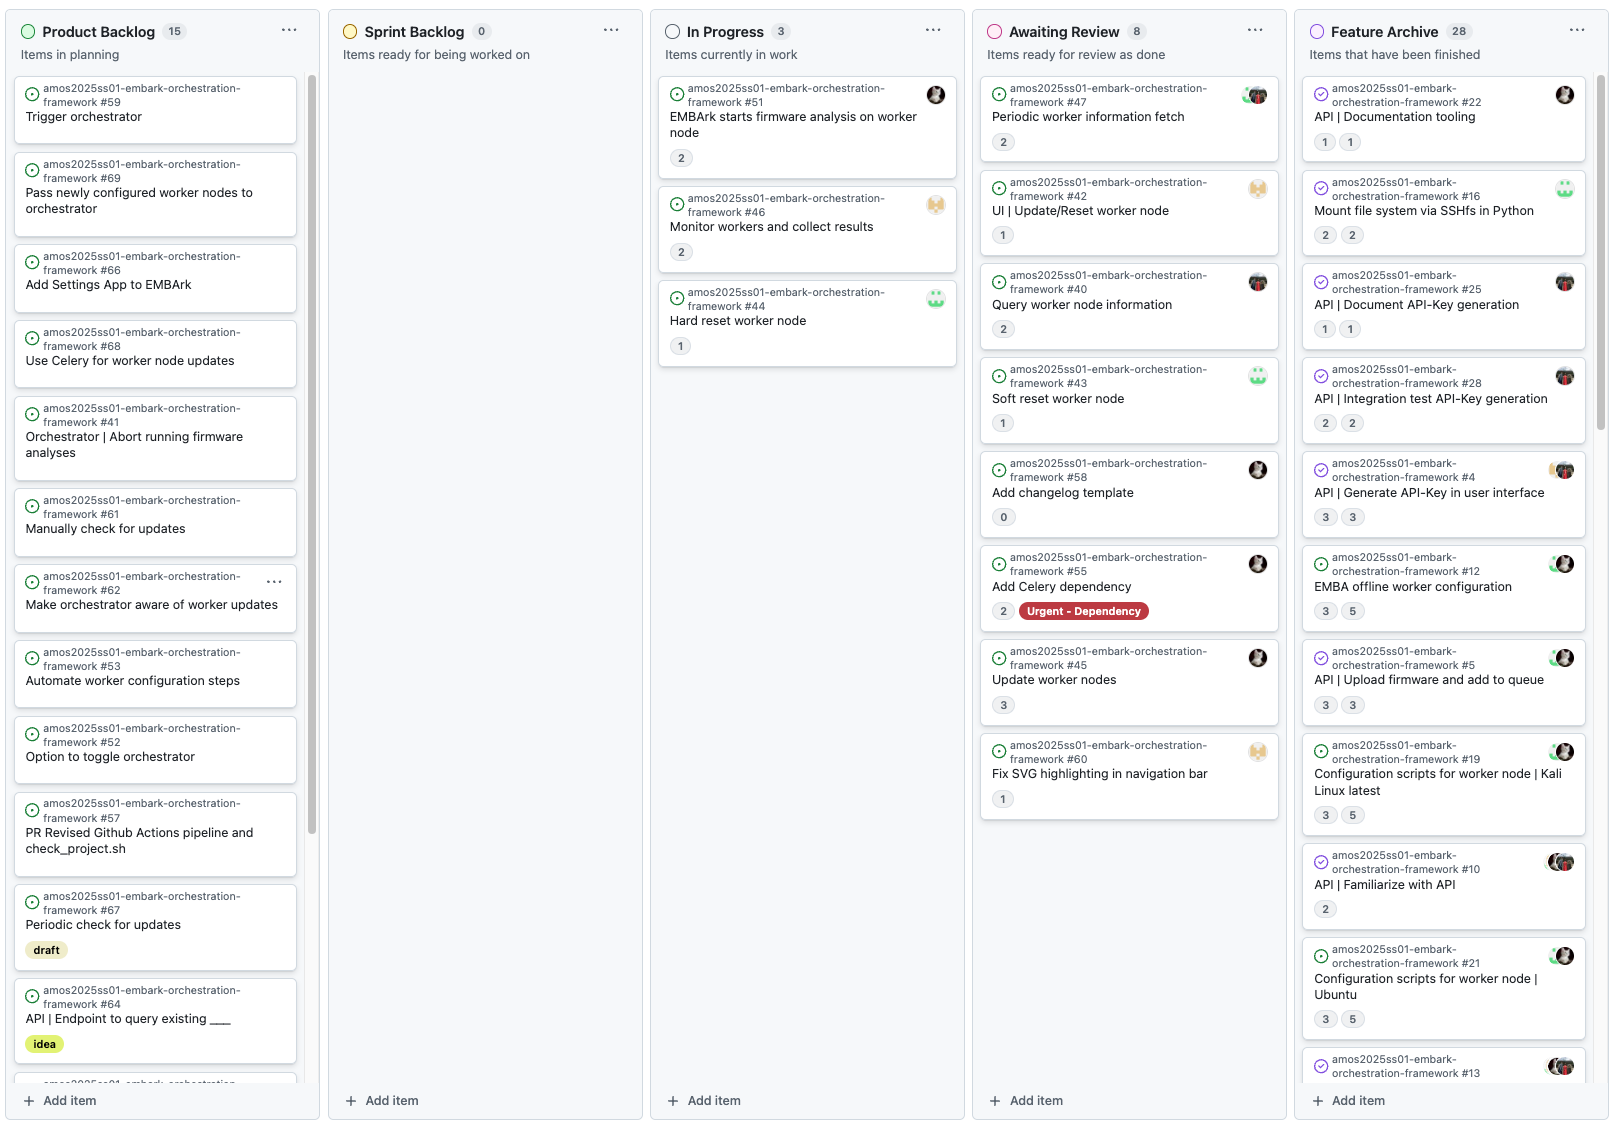 Product Backlog 15
Items in planning
amos2025ss01-embark-orchestration-
framework #59
Trigger orchestrator
amos2025ss01-embark-orchestration-
framework #69
Pass newly configured worker nodes to
orchestrator
amos2025ss01-embark-orchestration-
framework #66
Add Settings App to EMBArk
amos2025ss01-embark-orchestration-
framework #68
Use Celery for worker node updates
amos2025ss01-embark-orchestration-
framework #41
Orchestrator | Abort running firmware
analyses
amos2025ss01-embark-orchestration-
framework #61
Manually check for updates
amos2025ss01-embark-orchestration-
framework #62
Make orchestrator aware of worker updates
amos2025ss01-embark-orchestration-
framework #53
Automate worker configuration steps
amos2025ss01-embark-orchestration-
framework #52
Option to toggle orchestrator
amos2025ss01-embark-orchestration-
framework #57
PR Revised Github Actions pipeline and
check_project.sh
amos2025ss01-embark-orchestration-
framework #67
Periodic check for updates
draft
amos2025ss01-embark-orchestration-
framework #64
API | Endpoint to query existing ___
idea
Add item
Sprint Backlog 0
Items ready for being worked on
Add item
In Progress 3
Items currently in work
amos2025ss01-embark-orchestration-
framework #51
EMBArk starts firmware analysis on worker
node
2
amos2025ss01-embark-orchestration-
framework #46
Monitor workers and collect results
2
amos2025ss01-embark-orchestration-
framework #44
Hard reset worker node
1
Add item
Awaiting Review 8
Items ready for review as done
amos2025ss01-embark-orchestration-
framework #47
Periodic worker information fetch
2
amos2025ss01-embark-orchestration-
framework #42
UI | Update/Reset worker node
1
amos2025ss01-embark-orchestration-
framework #40
Query worker node information
2
amos2025ss01-embark-orchestration-
framework #43
Soft reset worker node
1
amos2025ss01-embark-orchestration-
framework #58
Add changelog template
0
amos2025ss01-embark-orchestration-
framework #55
Add Celery dependency
2 Urgent - Dependency
amos2025ss01-embark-orchestration-
framework #45
Update worker nodes
3
amos2025ss01-embark-orchestration-
framework #60
Fix SVG highlighting in navigation bar
1
Add item
Feature Archive 28
Items that have been finished
amos2025ss01-embark-
orchestration-framework #22
API | Documentation tooling
1 1
amos2025ss01-embark-
orchestration-framework #16
Mount file system via SSHfs in Python
2 2
amos2025ss01-embark-
orchestration-framework #25
API | Document API-Key generation
1 1
amos2025ss01-embark-
orchestration-framework #28
API | Integration test API-Key generation
2 2
amos2025ss01-embark-
orchestration-framework #4
API | Generate API-Key in user interface
3 3
amos2025ss01-embark-
orchestration-framework #12
EMBA offline worker configuration
3 5
amos2025ss01-embark-
orchestration-framework #5
API | Upload firmware and add to queue
3 3
amos2025ss01-embark-
orchestration-framework #19
Configuration scripts for worker node | Kali
Linux latest
3 5
amos2025ss01-embark-
orchestration-framework #10
API | Familiarize with API
2
amos2025ss01-embark-
orchestration-framework #21
Configuration scripts for worker node |
Ubuntu
3 5
amos2025ss01-embark-
orchestration-framework #13
Add item